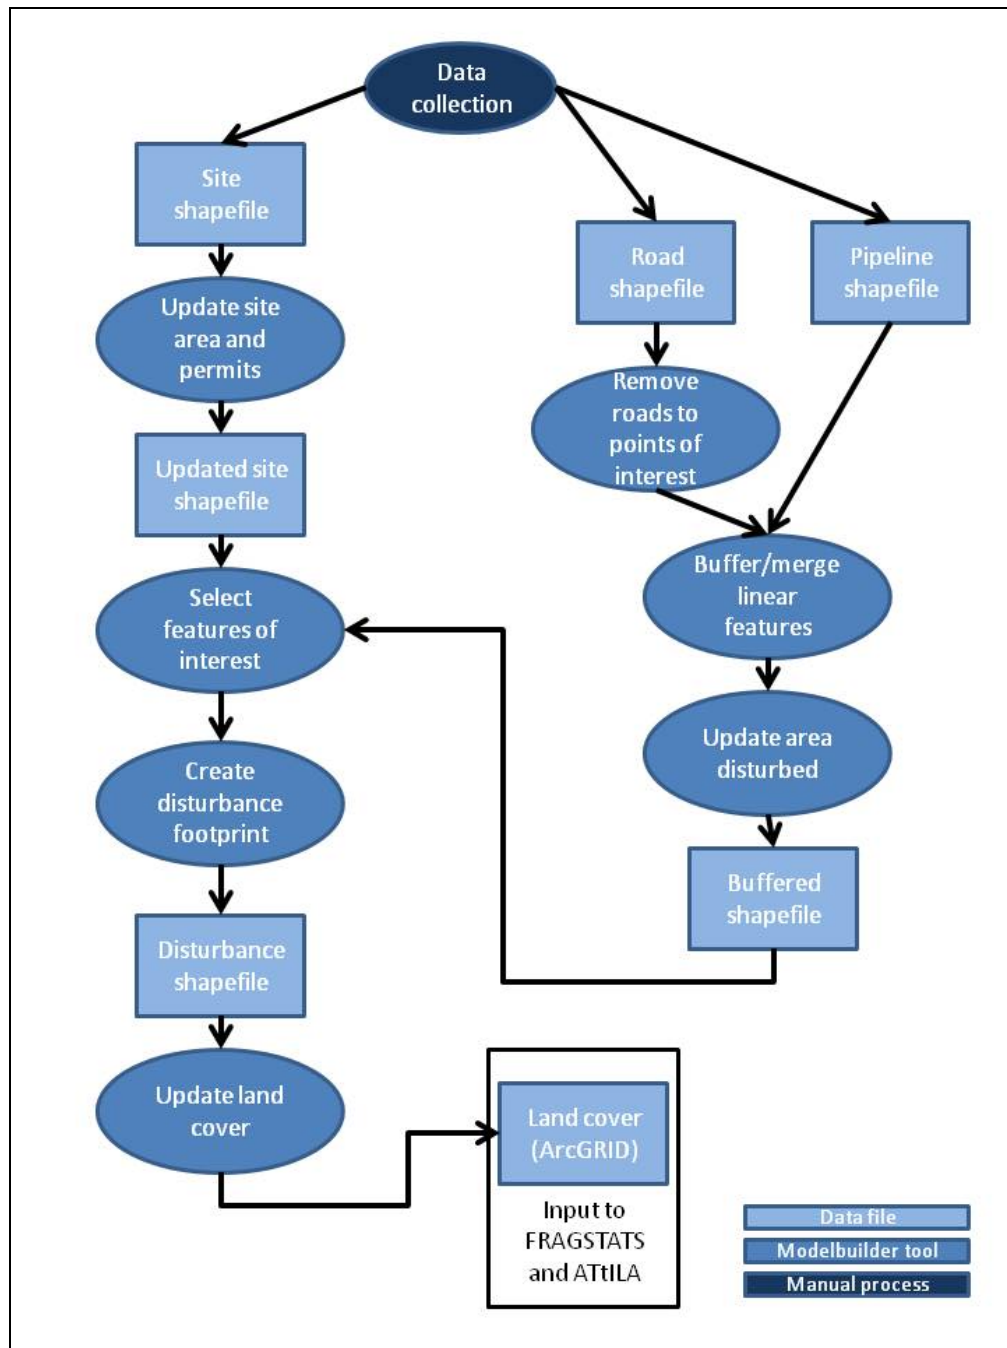 Data
collection
Site
shapefile
Road
shapefile
Pipeline
shapefile
Update site
area and
permits
Remove
roads to
points of
interest
Updated site
shapefile
Buffer/merge
linear
features
Select
features of
interest
Update area
disturbed
Create
disturbance
footprint
Buffered
shapefile
Disturbance
shapefile
Update land
cover
Land cover
(ArcGRID)
Input to
FRAGSTATS
and ATtILA
Data file
Modelbuilder tool
Manual process